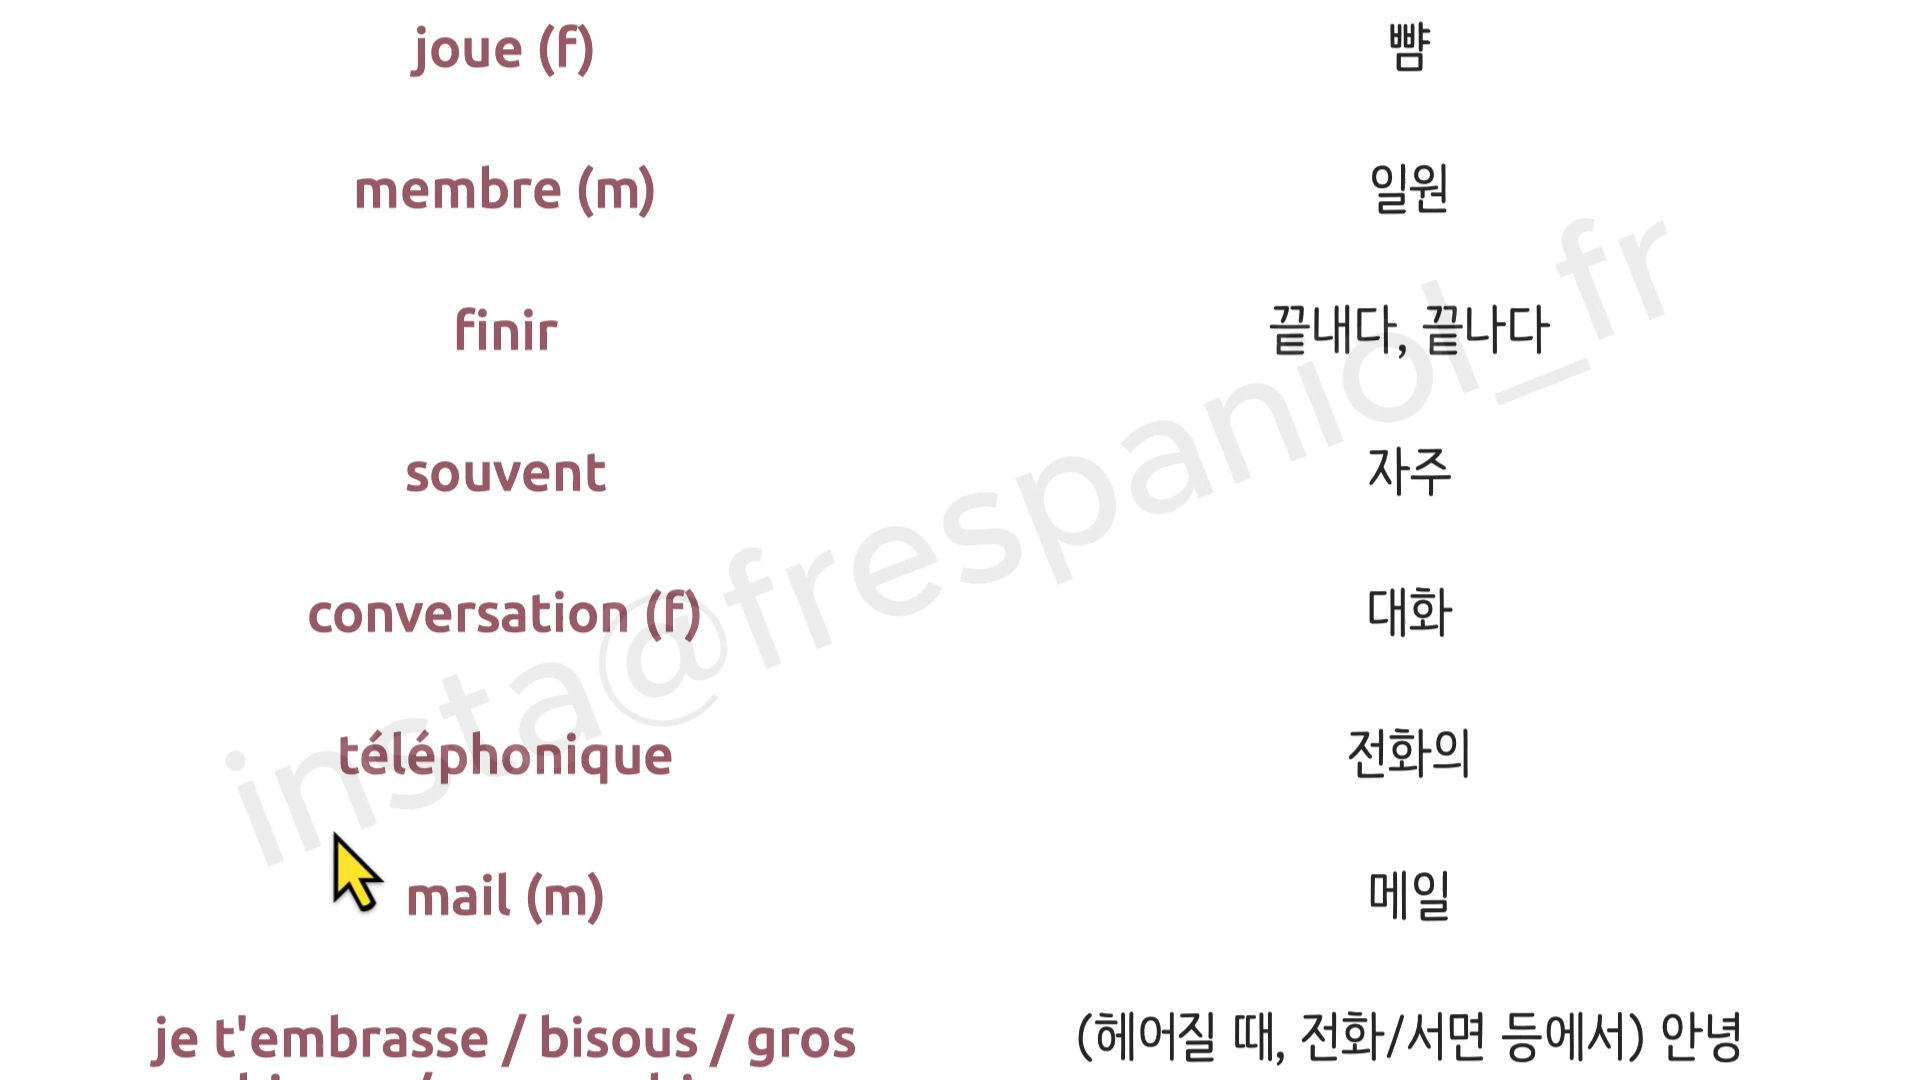 joue (f) 뺨
membre (m) 일원
finir 끝내다, 끝나다
souvent 자주
conversation (f) 대화
téléphonique 전화의
mail (m) 메일
je t'embrasse / bisous / gros (헤어질 때, 전화/서면 등에서) 안녕
insta@frespaniol_fr